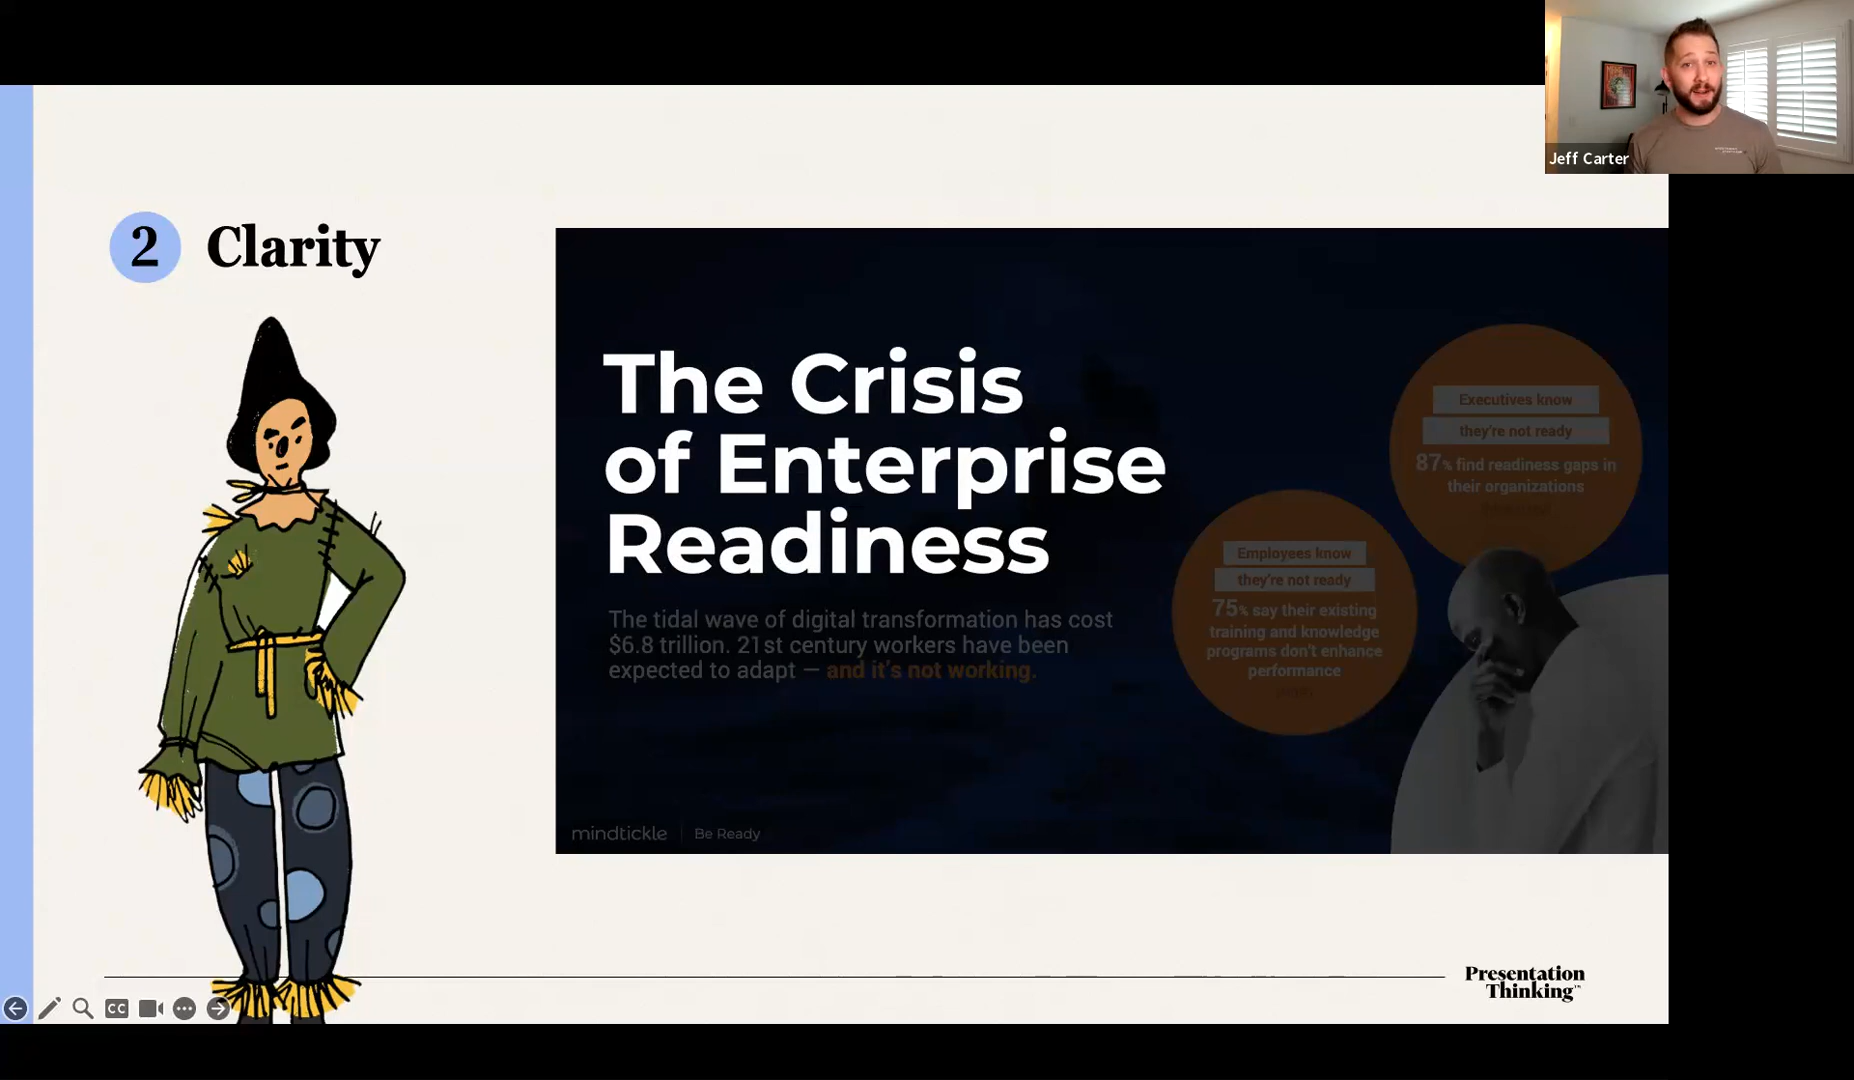 Jeff Carter
2 Clarity
The Crisis
of Enterprise
Readiness
The tidal wave of digital transformation has cost
$6.8 trillion. 21st century workers have been
expected to adapt — and it's not working.
Executives know
they're not ready
87% find readiness gaps in
their organizations
Employees know
they're not ready
75% say their existing
training and knowledge
programs don't enhance
performance
mindtickle | Be Ready
Presentation
Thinking™
CC